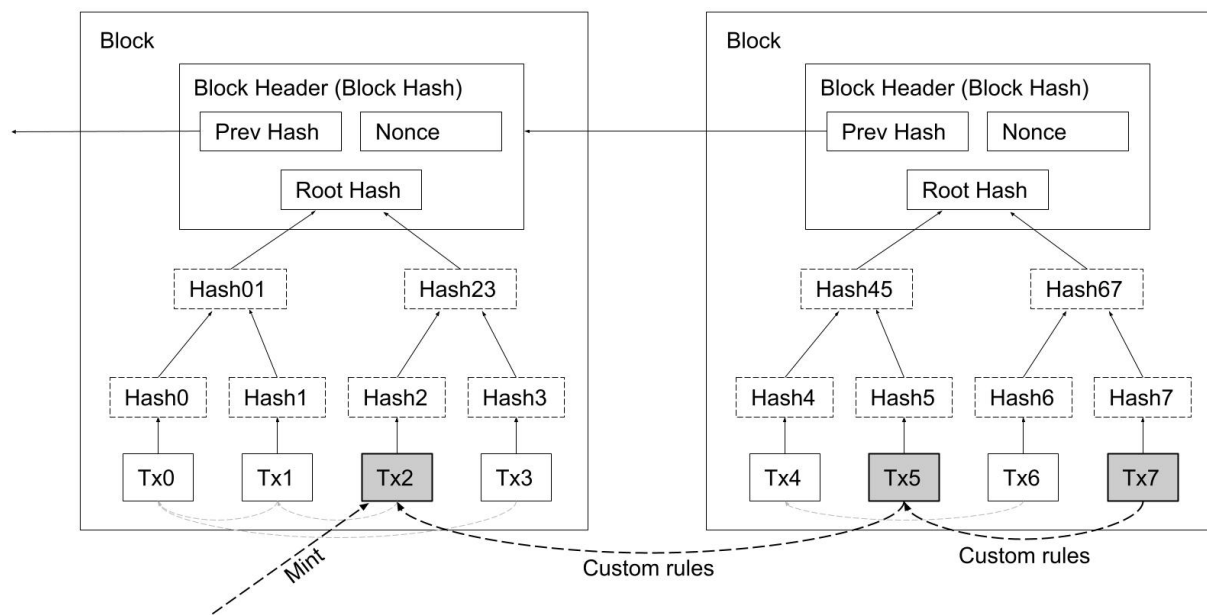 Block
Block Header (Block Hash)
Prev Hash
Nonce
Root Hash
Hash01
Hash23
Hash0
Hash1
Hash2
Hash3
Tx0
Tx1
Tx2
Tx3
Block
Block Header (Block Hash)
Prev Hash
Nonce
Root Hash
Hash45
Hash67
Hash4
Hash5
Hash6
Hash7
Tx4
Tx5
Tx6
Tx7
Mint
Custom rules
Custom rules